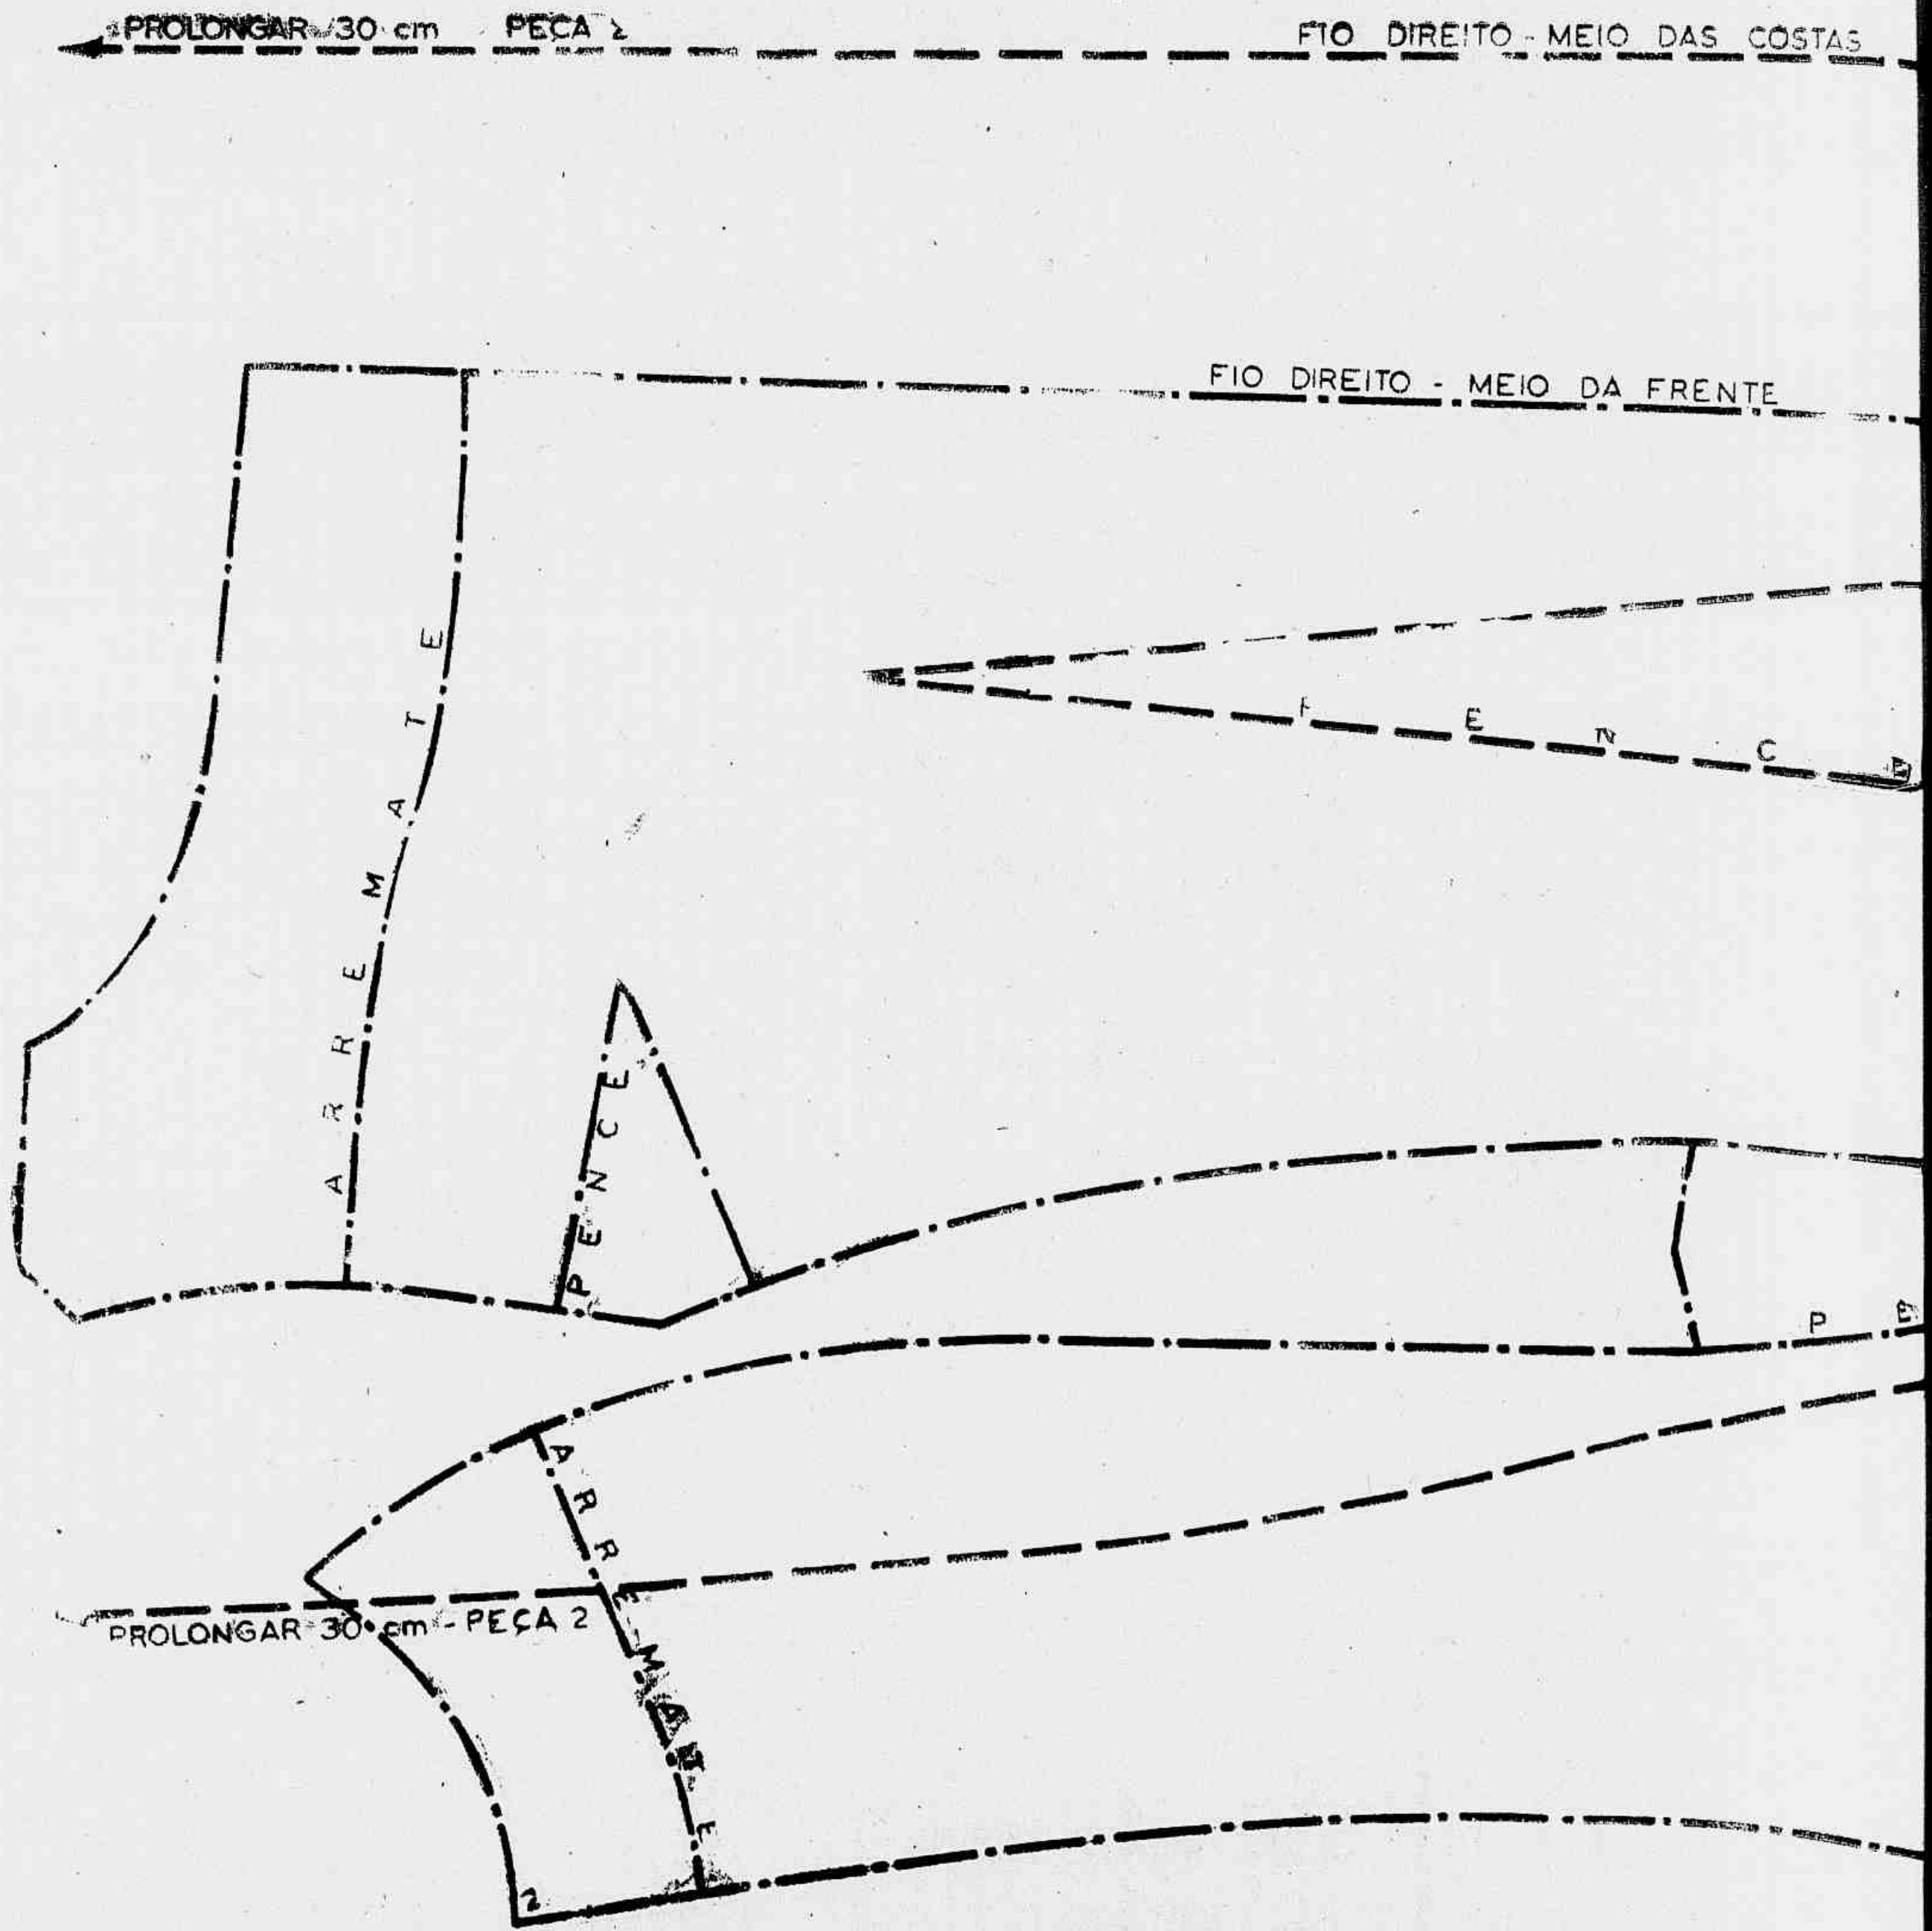 PROLONGAR 30 cm PEÇA 2
FIO DIREITO - MEIO DAS COSTAS
FIO DIREITO - MEIO DA FRENTE
ARREMATE
PENCE
PENCE
PE
ARREMATE
PROLONGAR 30 cm - PEÇA 2
2